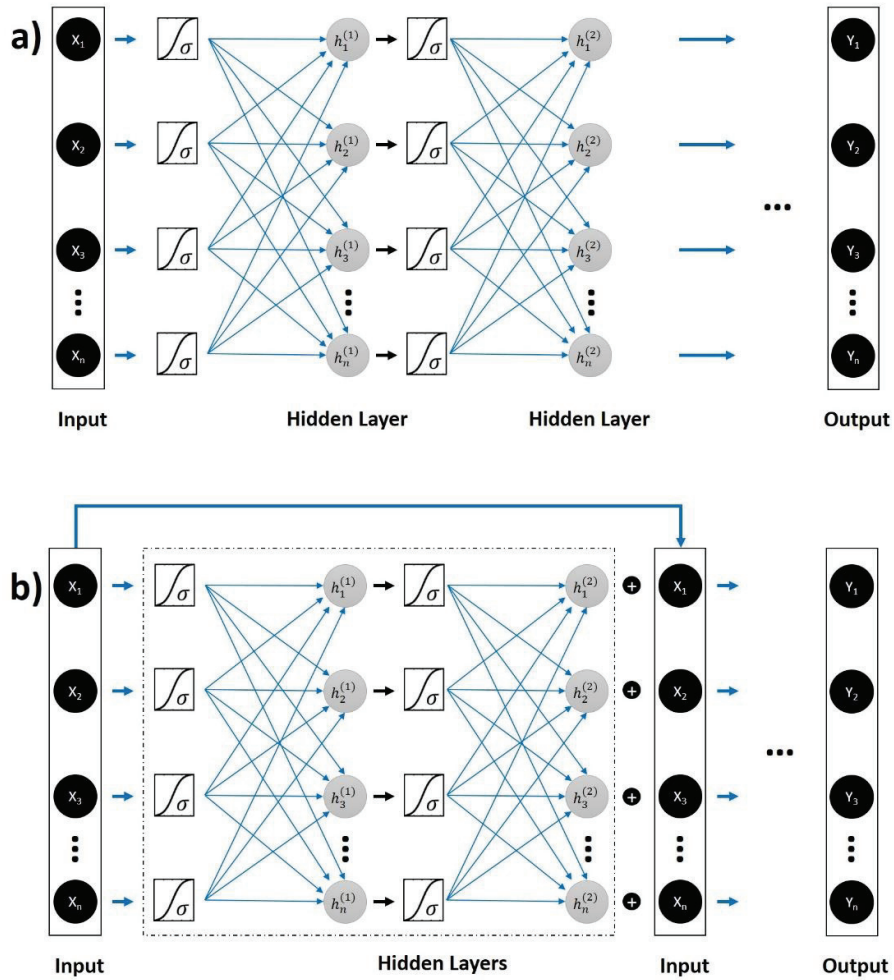 a)
X₁ σ h₁⁽¹⁾ σ h₁⁽²⁾ Y₁
X₂ σ h₂⁽¹⁾ σ h₂⁽²⁾ Y₂
...
X₃ σ h₃⁽¹⁾ σ h₃⁽²⁾ Y₃
Xₙ σ hₙ⁽¹⁾ σ hₙ⁽²⁾ Yₙ
Input Hidden Layer Hidden Layer Output
b)
X₁ σ h₁⁽¹⁾ σ h₁⁽²⁾ + X₁ Y₁
X₂ σ h₂⁽¹⁾ σ h₂⁽²⁾ + X₂ Y₂
...
X₃ σ h₃⁽¹⁾ σ h₃⁽²⁾ + X₃ Y₃
Xₙ σ hₙ⁽¹⁾ σ hₙ⁽²⁾ + Xₙ Yₙ
Input Hidden Layers Input Output